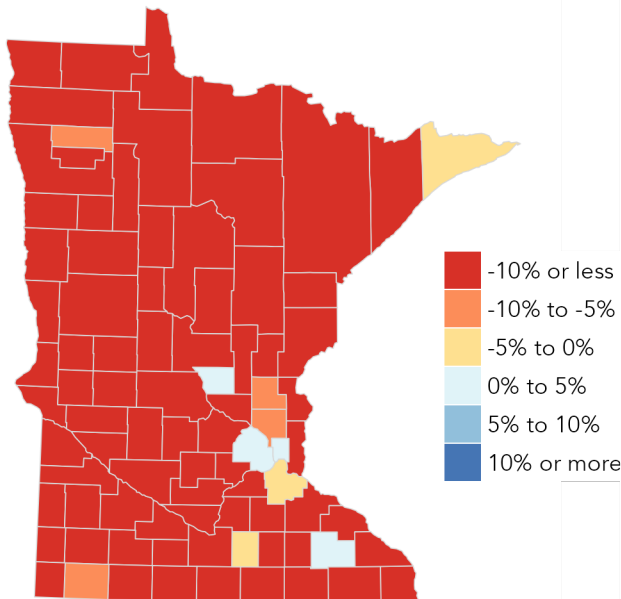 -10% or less
-10% to -5%
-5% to 0%
0% to 5%
5% to 10%
10% or more